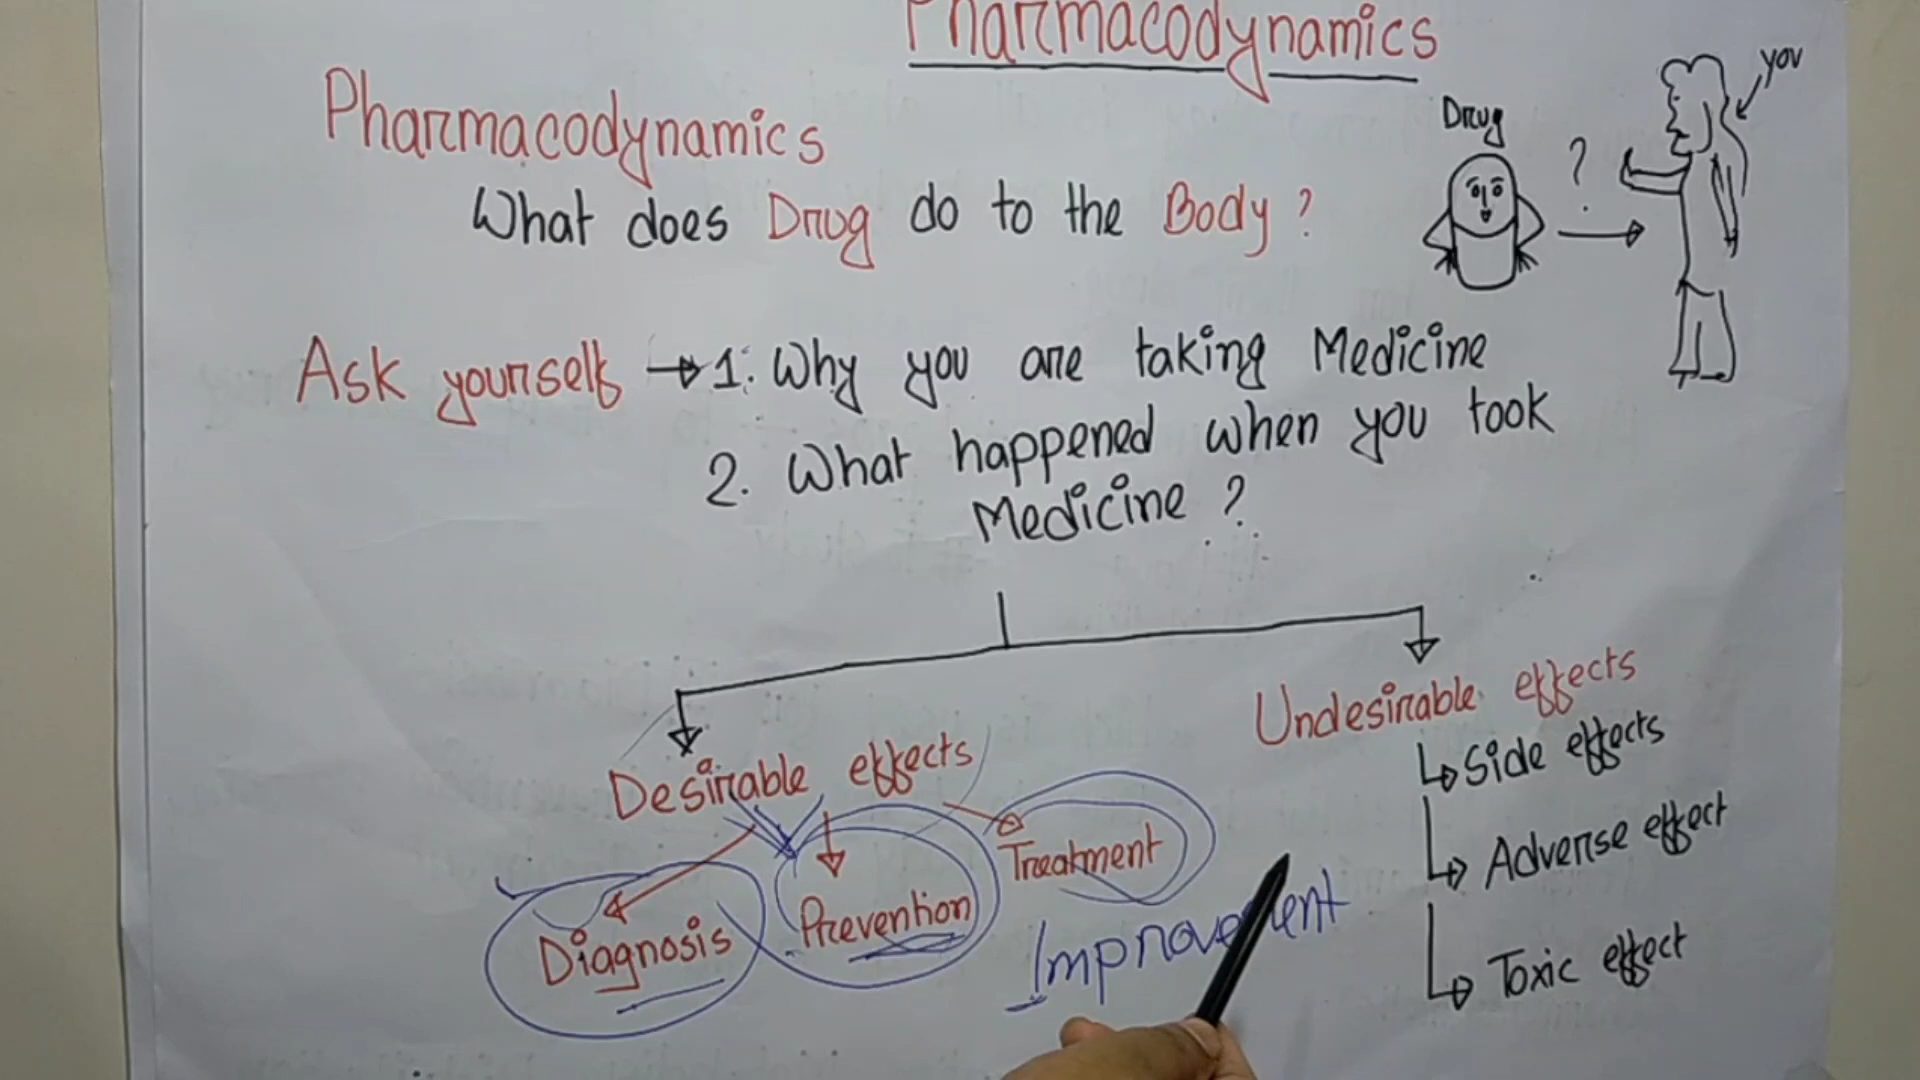 Pharmacodynamics
you
Drug
Pharmacodynamics
?
What does Drug do to the Body?
Ask yourself → 1. Why you are taking Medicine
2. What happened when you took
Medicine ?
Undesirable effects
Side effects
Desirable effects
Adverse effect
Treatment
Prevention
Diagnosis
Improvement
Toxic effect